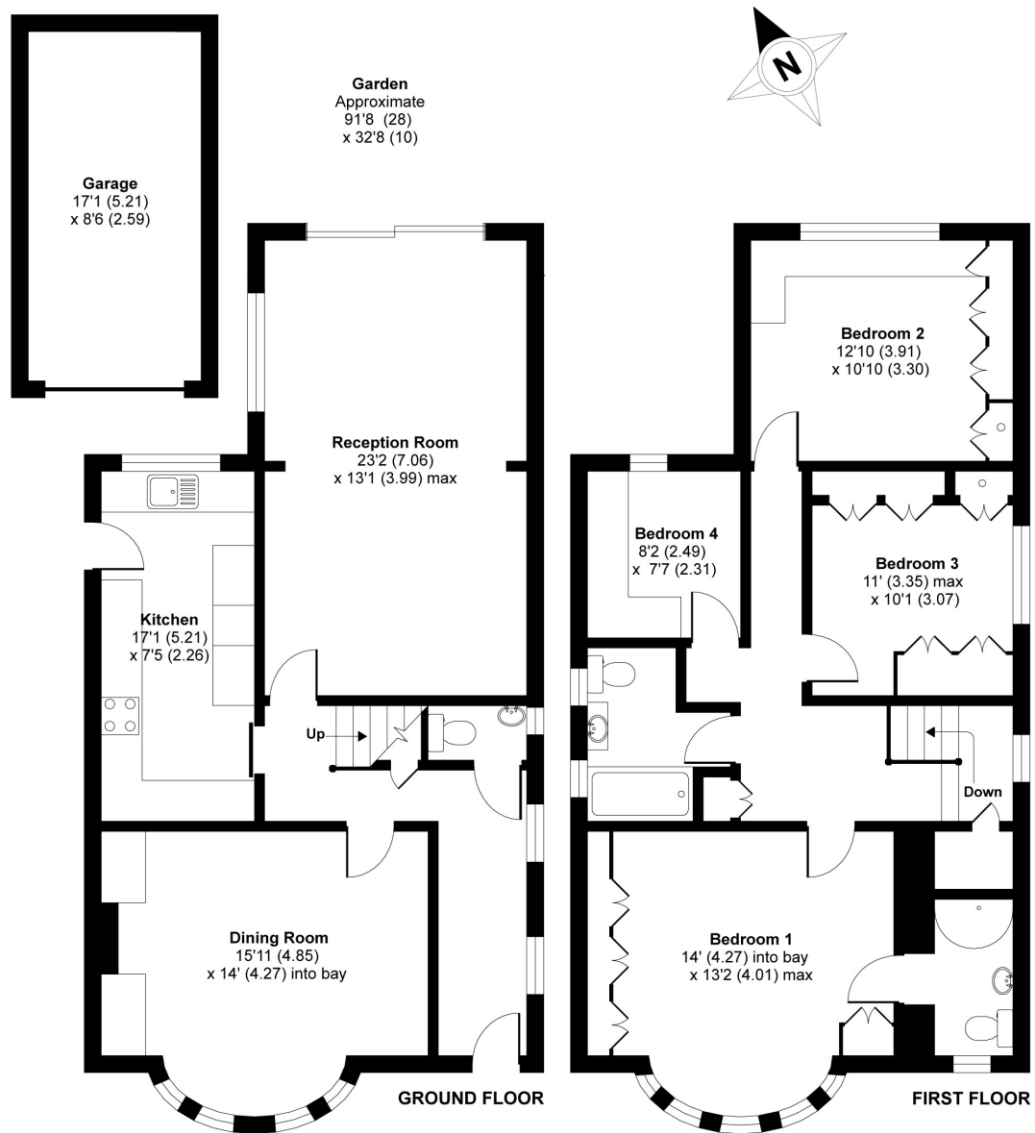 N
Garden
Approximate
91'8 (28)
x 32'8 (10)
Garage
17'1 (5.21)
x 8'6 (2.59)
Reception Room
23'2 (7.06)
x 13'1 (3.99) max
Kitchen
17'1 (5.21)
x 7'5 (2.26)
Up
Dining Room
15'11 (4.85)
x 14' (4.27) into bay
GROUND FLOOR
Bedroom 2
12'10 (3.91)
x 10'10 (3.30)
Bedroom 4
8'2 (2.49)
x 7'7 (2.31)
Bedroom 3
11' (3.35) max
x 10'1 (3.07)
Down
Bedroom 1
14' (4.27) into bay
x 13'2 (4.01) max
FIRST FLOOR